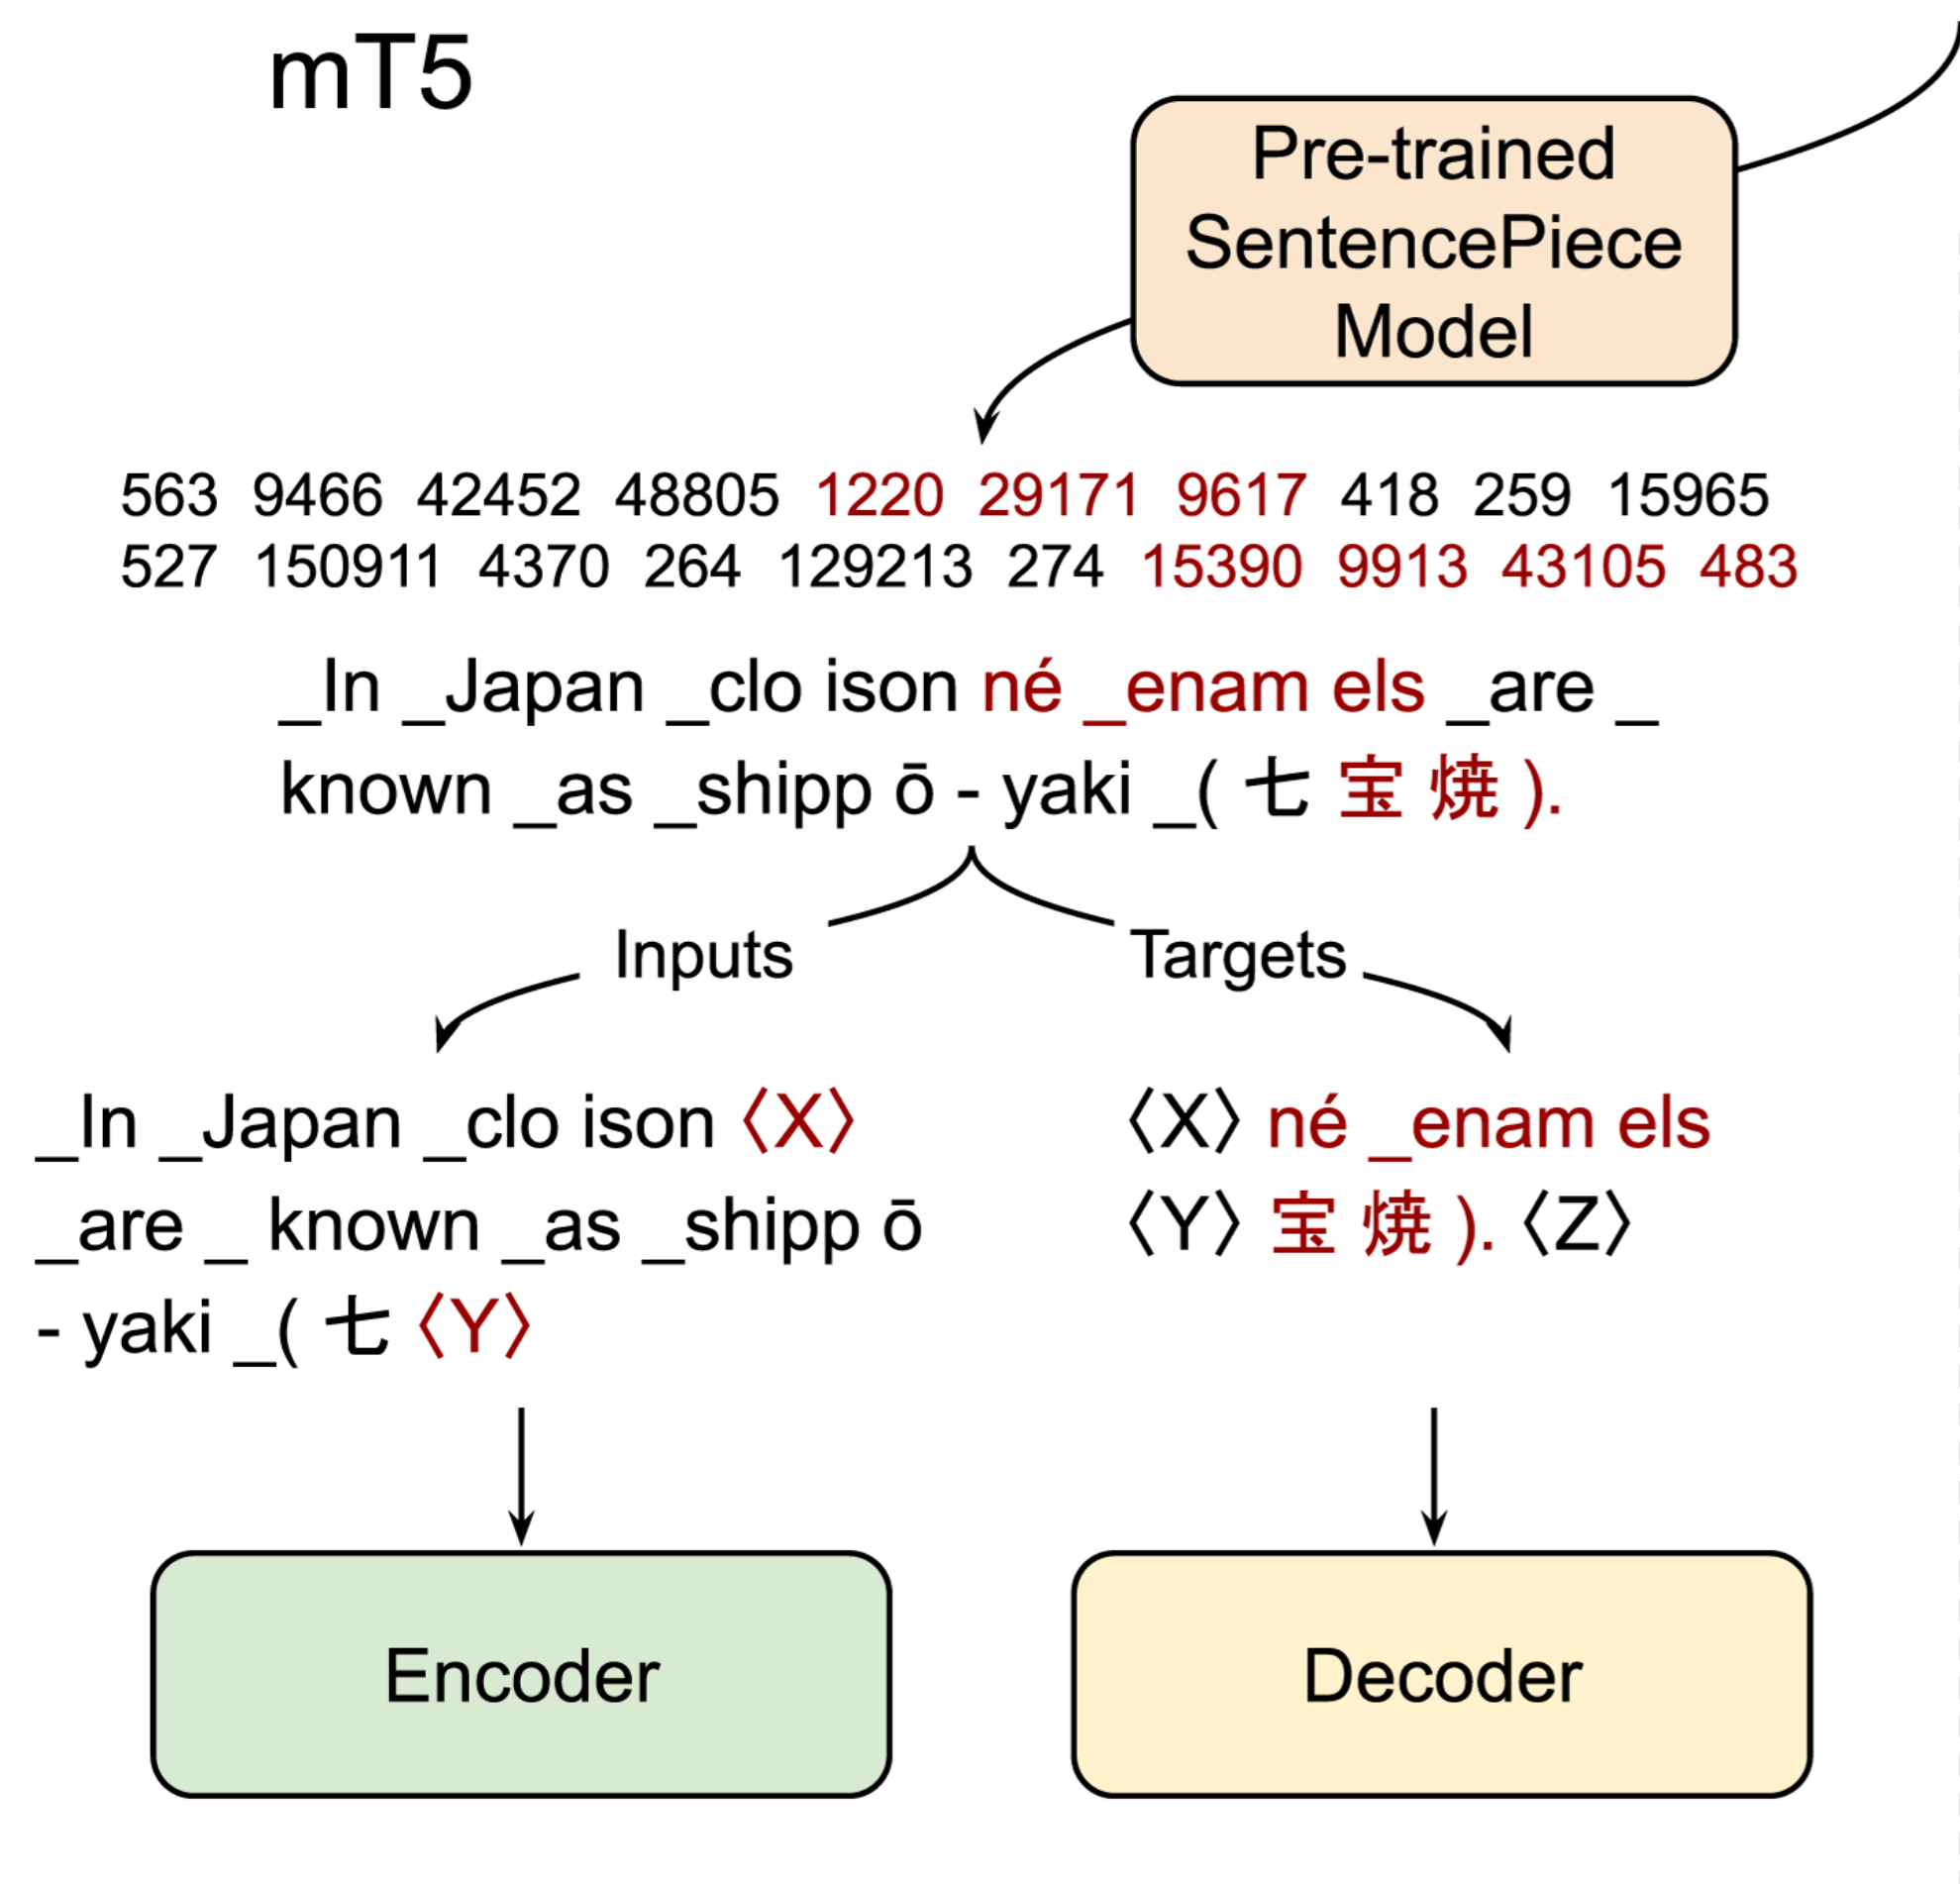 mT5
Pre-trained
SentencePiece
Model
563 9466 42452 48805 1220 29171 9617 418 259 15965
527 150911 4370 264 129213 274 15390 9913 43105 483
_In _Japan _clo ison né _enam els _are _
known _as _shipp ō - yaki _( 七 宝 焼 ).
Inputs
Targets
_In _Japan _clo ison 〈X〉
_are _ known _as _shipp ō
- yaki _( 七 〈Y〉
〈X〉 né _enam els
〈Y〉 宝 焼 ). 〈Z〉
Encoder
Decoder